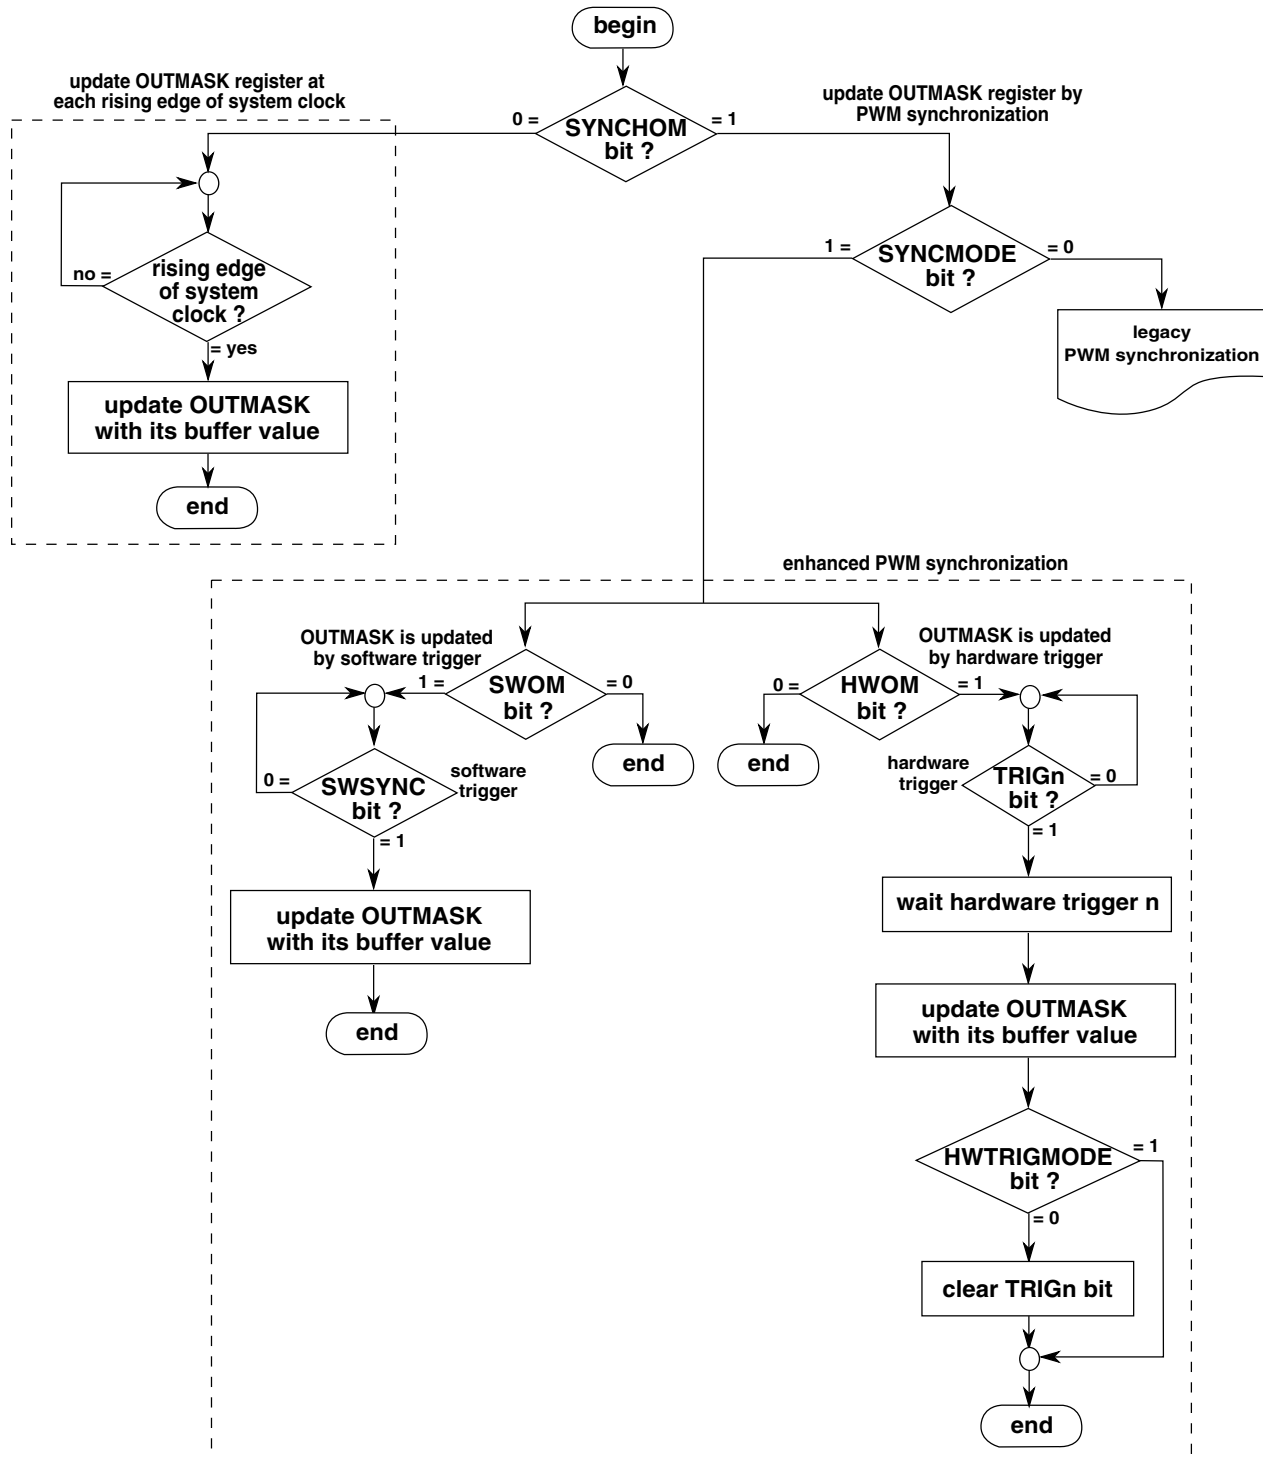 begin
update OUTMASK register at
each rising edge of system clock
update OUTMASK register by
PWM synchronization
0 =
SYNCHOM
bit ?
= 1
1 =
SYNCMODE
bit ?
= 0
no =
rising edge
of system
clock ?
= yes
legacy
PWM synchronization
update OUTMASK
with its buffer value
end
enhanced PWM synchronization
OUTMASK is updated
by software trigger
OUTMASK is updated
by hardware trigger
1 =
SWOM
bit ?
= 0
0 =
HWOM
bit ?
= 1
end
end
0 =
SWSYNC
bit ?
software
trigger
= 1
hardware
trigger
TRIGn
bit ?
= 0
= 1
update OUTMASK
with its buffer value
end
wait hardware trigger n
update OUTMASK
with its buffer value
HWTRIGMODE
bit ?
= 1
= 0
clear TRIGn bit
end